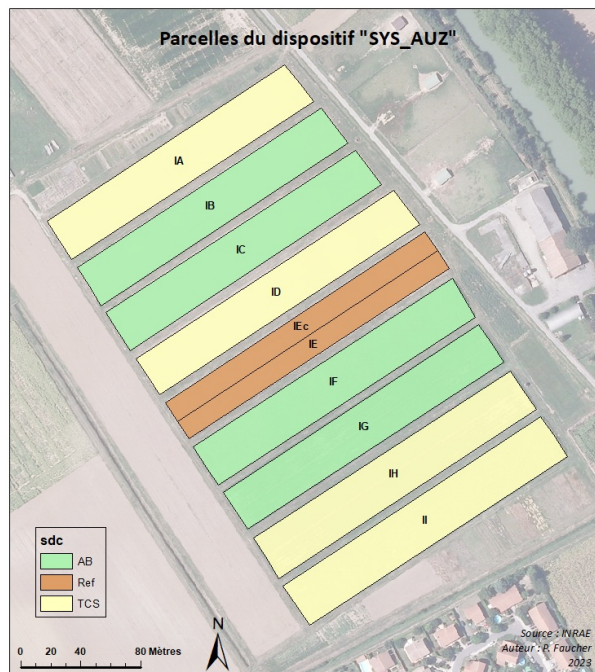 Parcelles du dispositif "SYS_AUZ"
IA
IB
IC
ID
IEc
IE
IF
IG
IH
II
sdc
AB
Ref
TCS
N
0 20 40 80 Mètres
Source : INRAE
Auteur : P. Faucher
2023